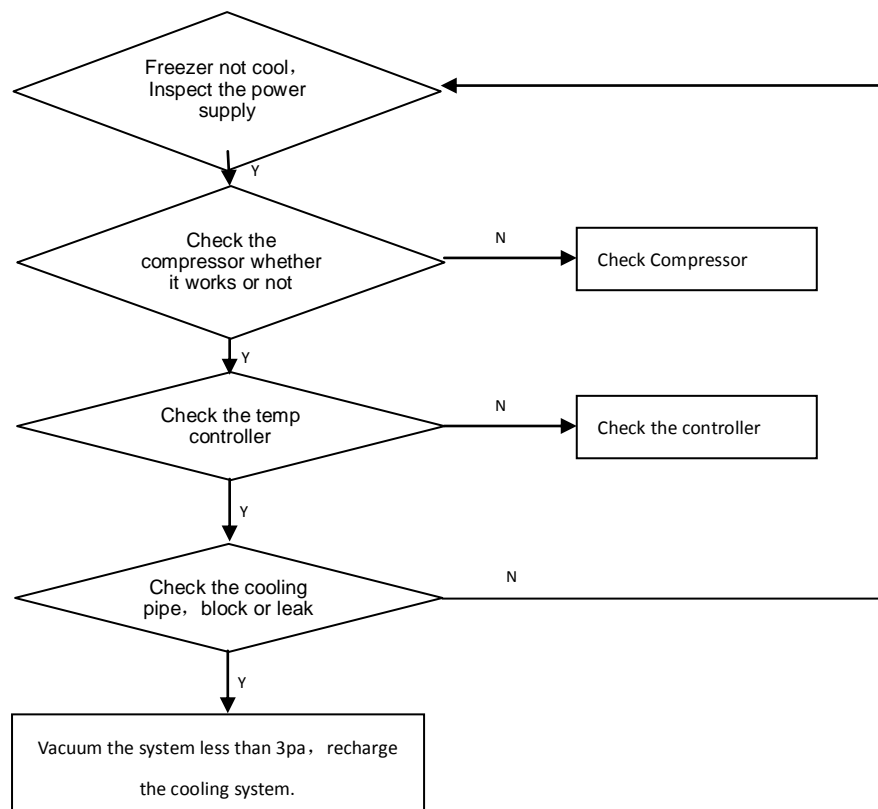 Freezer not cool，
Inspect the power
supply
Y
Check the
compressor whether
it works or not
N
Check Compressor
Y
Check the temp
controller
N
Check the controller
Y
Check the cooling
pipe，block or leak
N
Y
Vacuum the system less than 3pa，recharge
the cooling system.